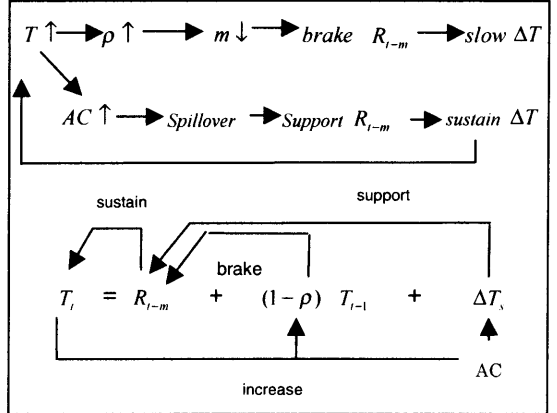 T ↑ → ρ ↑ → m ↓ → brake R_{t-m} → slow ΔT
AC ↑ → Spillover → Support R_{t-m} → sustain ΔT
sustain support
brake
T_t = R_{t-m} + (1-ρ) T_{t-1} + ΔT_s
AC
increase